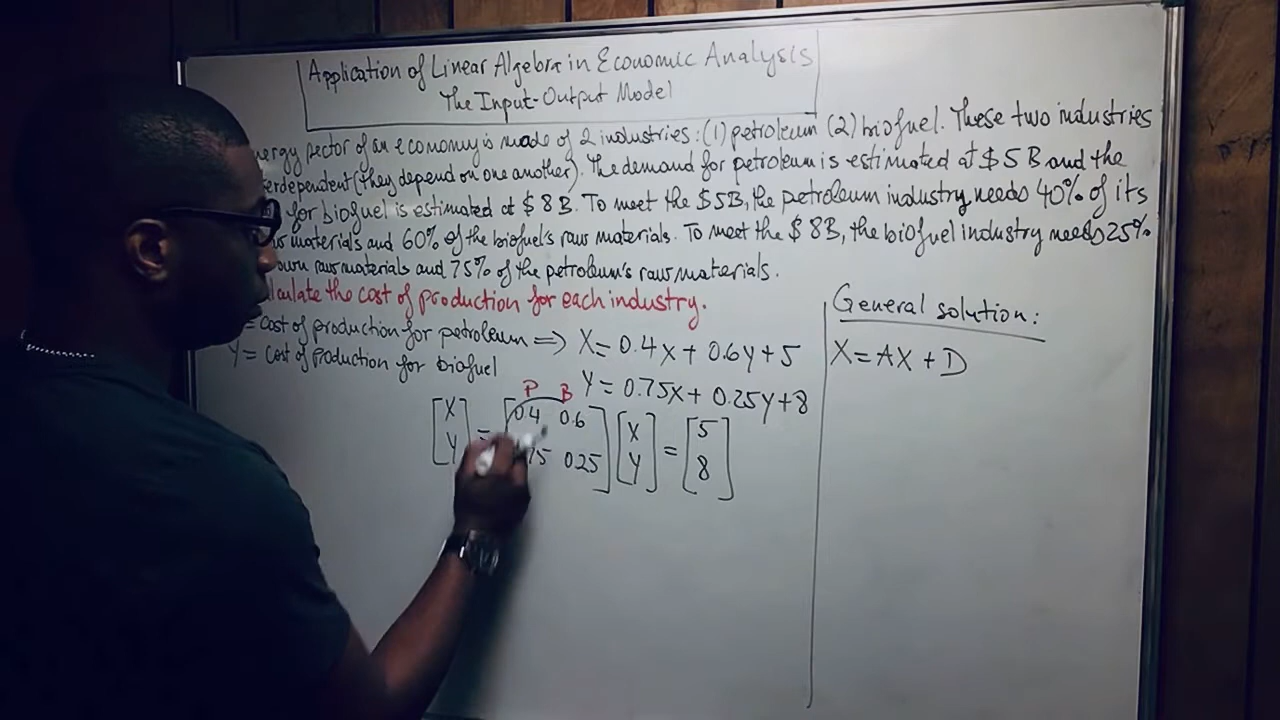 Application of Linear Algebra in Economic Analysis
The Input-Output Model
sector of an economy is made of 2 industries: (1) petroleum (2) biofuel. These two industries
(they depend on one another). The demand for petroleum is estimated at $5B and the
for biofuel is estimated at $8B. To meet the $5B, the petroleum industry needs 40% of its
materials and 60% of the biofuel's raw materials. To meet the $8B, the biofuel industry needs 25%
own raw materials and 75% of the petroleum's raw materials.
the cost of production for each industry.
General solution:
= Cost of production for petroleum => X = 0.4X + 0.6Y + 5
X = AX + D
Y = Cost of production for biofuel
Y = 0.75X + 0.25Y + 8
P B
[X] = [0.4 0.6] [X] = [5]
[Y] 0.25] [Y] [8]